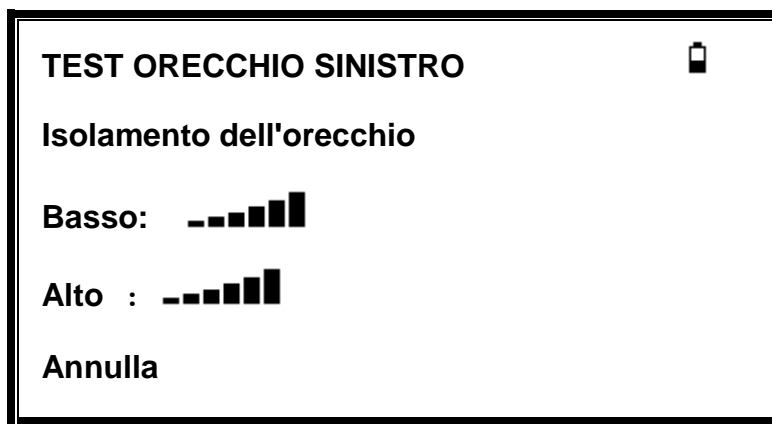 TEST ORECCHIO SINISTRO
Isolamento dell'orecchio
Basso:
Alto :
Annulla